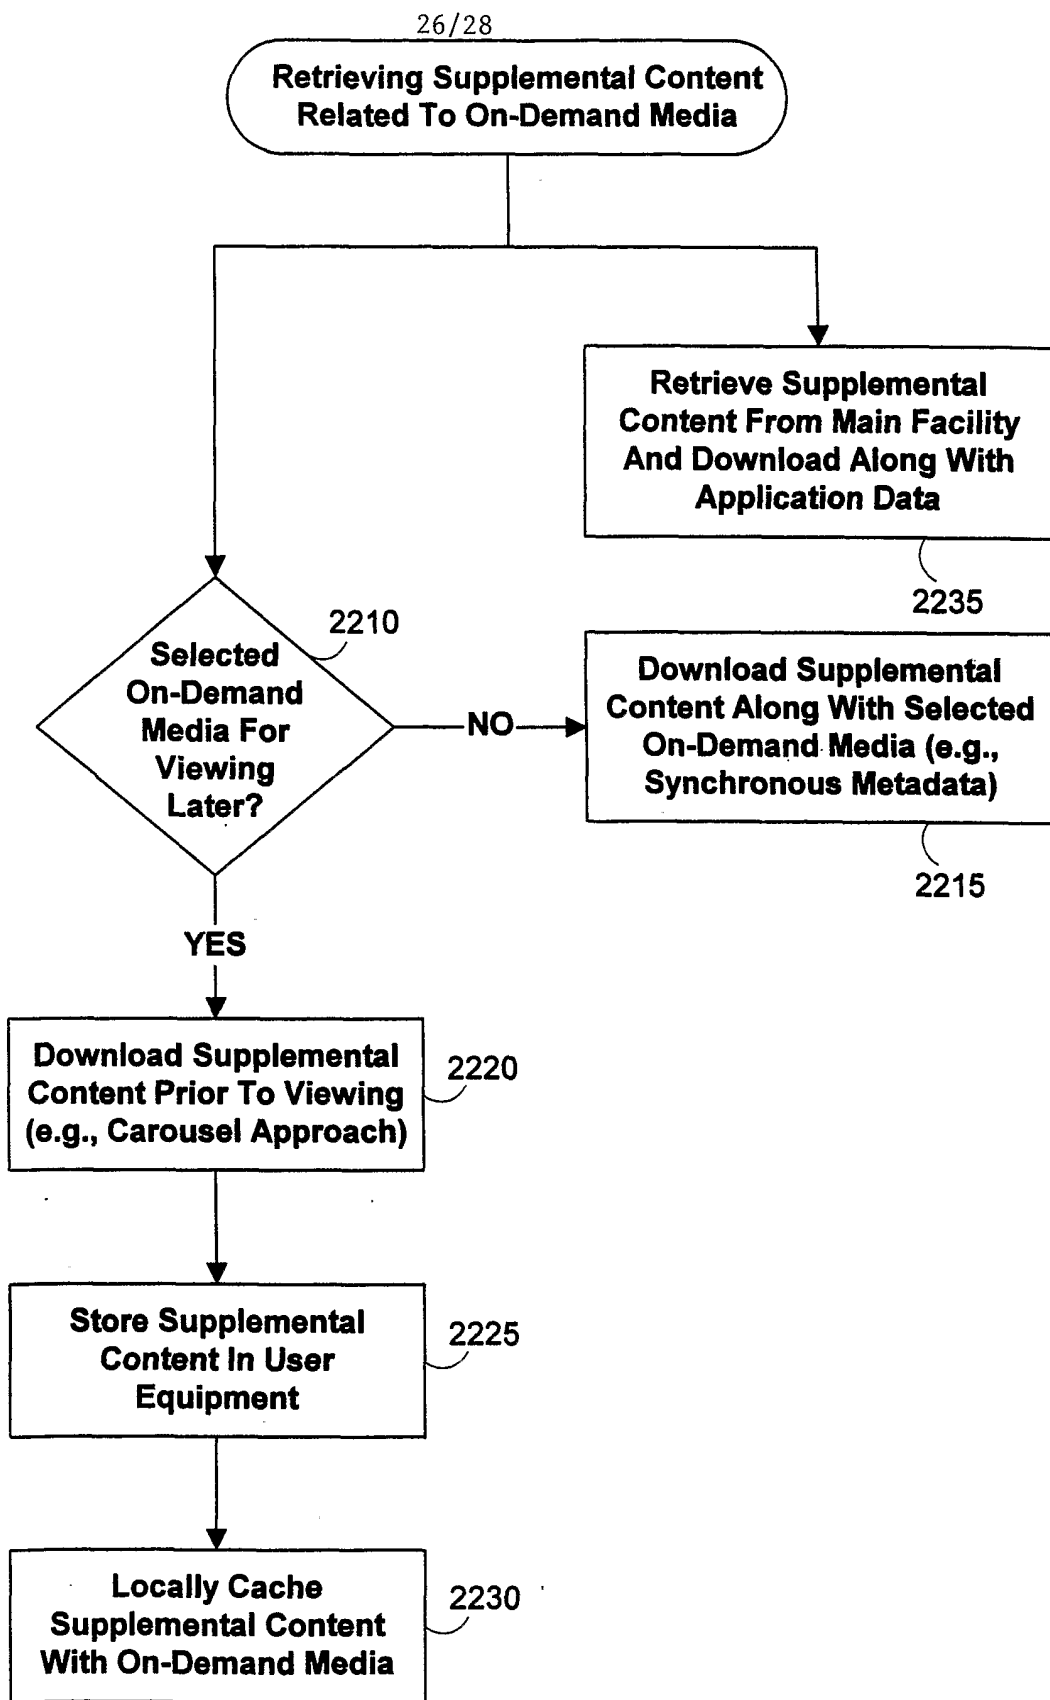 26/28
Retrieving Supplemental Content
Related To On-Demand Media
Retrieve Supplemental
Content From Main Facility
And Download Along With
Application Data
2235
2210
Selected
On-Demand
Media For
Viewing
Later?
NO
Download Supplemental
Content Along With Selected
On-Demand Media (e.g.,
Synchronous Metadata)
2215
YES
Download Supplemental
Content Prior To Viewing
(e.g., Carousel Approach)
2220
Store Supplemental
Content In User
Equipment
2225
Locally Cache
Supplemental Content
With On-Demand Media
2230